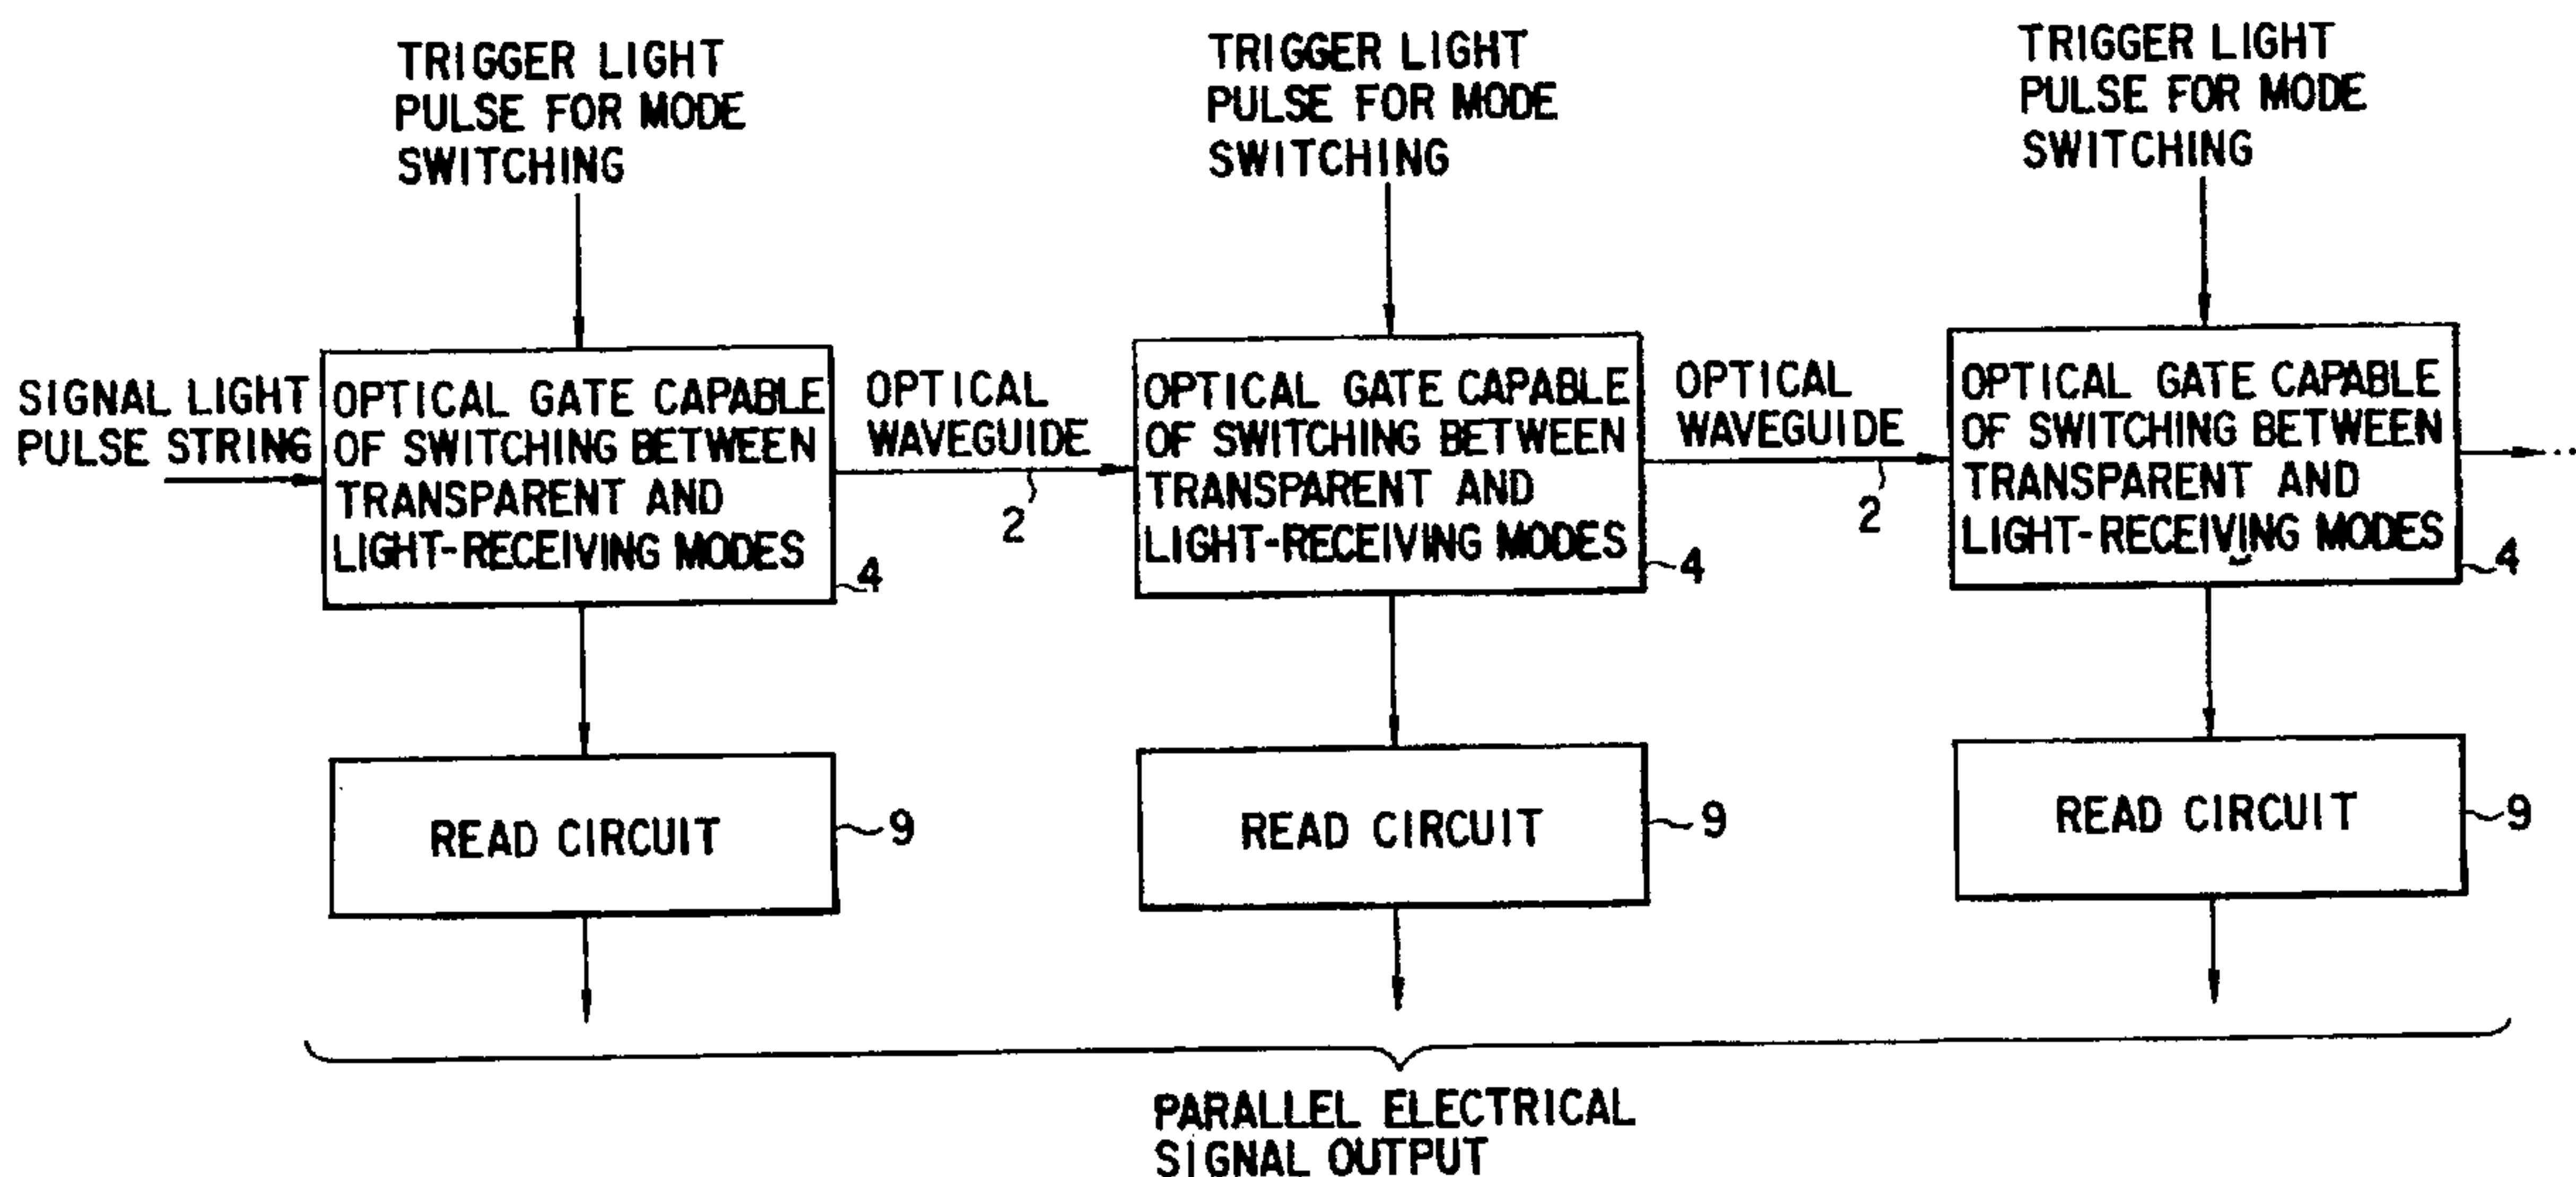 TRIGGER LIGHT
PULSE FOR MODE
SWITCHING
TRIGGER LIGHT
PULSE FOR MODE
SWITCHING
TRIGGER LIGHT
PULSE FOR MODE
SWITCHING
SIGNAL LIGHT
PULSE STRING
OPTICAL GATE CAPABLE
OF SWITCHING BETWEEN
TRANSPARENT AND
LIGHT-RECEIVING MODES
4
OPTICAL
WAVEGUIDE
2
OPTICAL GATE CAPABLE
OF SWITCHING BETWEEN
TRANSPARENT AND
LIGHT-RECEIVING MODES
4
OPTICAL
WAVEGUIDE
2
OPTICAL GATE CAPABLE
OF SWITCHING BETWEEN
TRANSPARENT AND
LIGHT-RECEIVING MODES
4
...
READ CIRCUIT
9
READ CIRCUIT
9
READ CIRCUIT
9
PARALLEL ELECTRICAL
SIGNAL OUTPUT